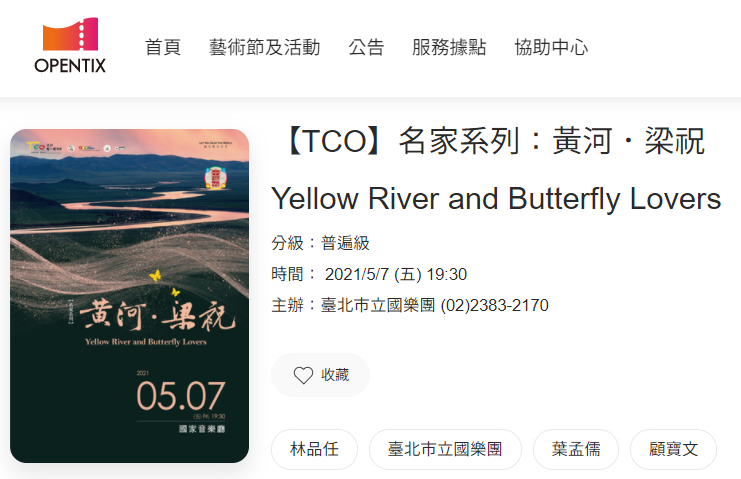 OPENTIX
首頁 藝術節及活動 公告 服務據點 協助中心
【TCO】名家系列：黃河・梁祝
Yellow River and Butterfly Lovers
分級：普遍級
時間： 2021/5/7 (五) 19:30
主辦：臺北市立國樂團 (02)2383-2170
收藏
林品任 臺北市立國樂團 葉孟儒 顧寶文
TCO
黃河・梁祝
Yellow River and Butterfly Lovers
2021
05.07
(五) Fri. 19:30
國家音樂廳